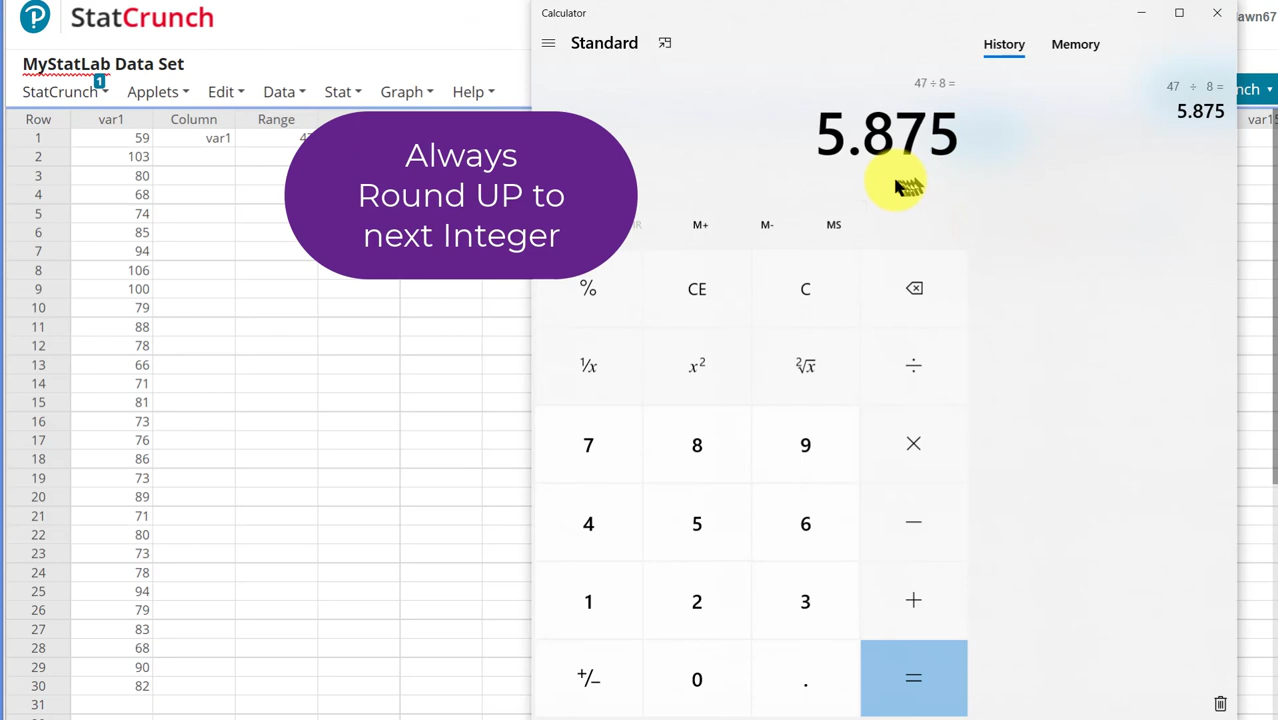 StatCrunch
MyStatLab Data Set
StatCrunch 1 Applets Edit Data Stat Graph Help
Row var1 Column Range
1 59 var1
2 103
3 80
4 68
5 74
6 85
7 94
8 106
9 100
10 79
11 88
12 78
13 66
14 71
15 81
16 73
17 76
18 86
19 73
20 89
21 71
22 80
23 73
24 78
25 94
26 79
27 83
28 68
29 90
30 82
31
Always
Round UP to
next Integer
Calculator
Standard
History Memory
47 ÷ 8 =
5.875
47 ÷ 8 =
5.875
M+ M- MS
% CE C
⅟x x² ²√x ÷
7 8 9 ×
4 5 6 −
1 2 3 +
+/− 0 . =